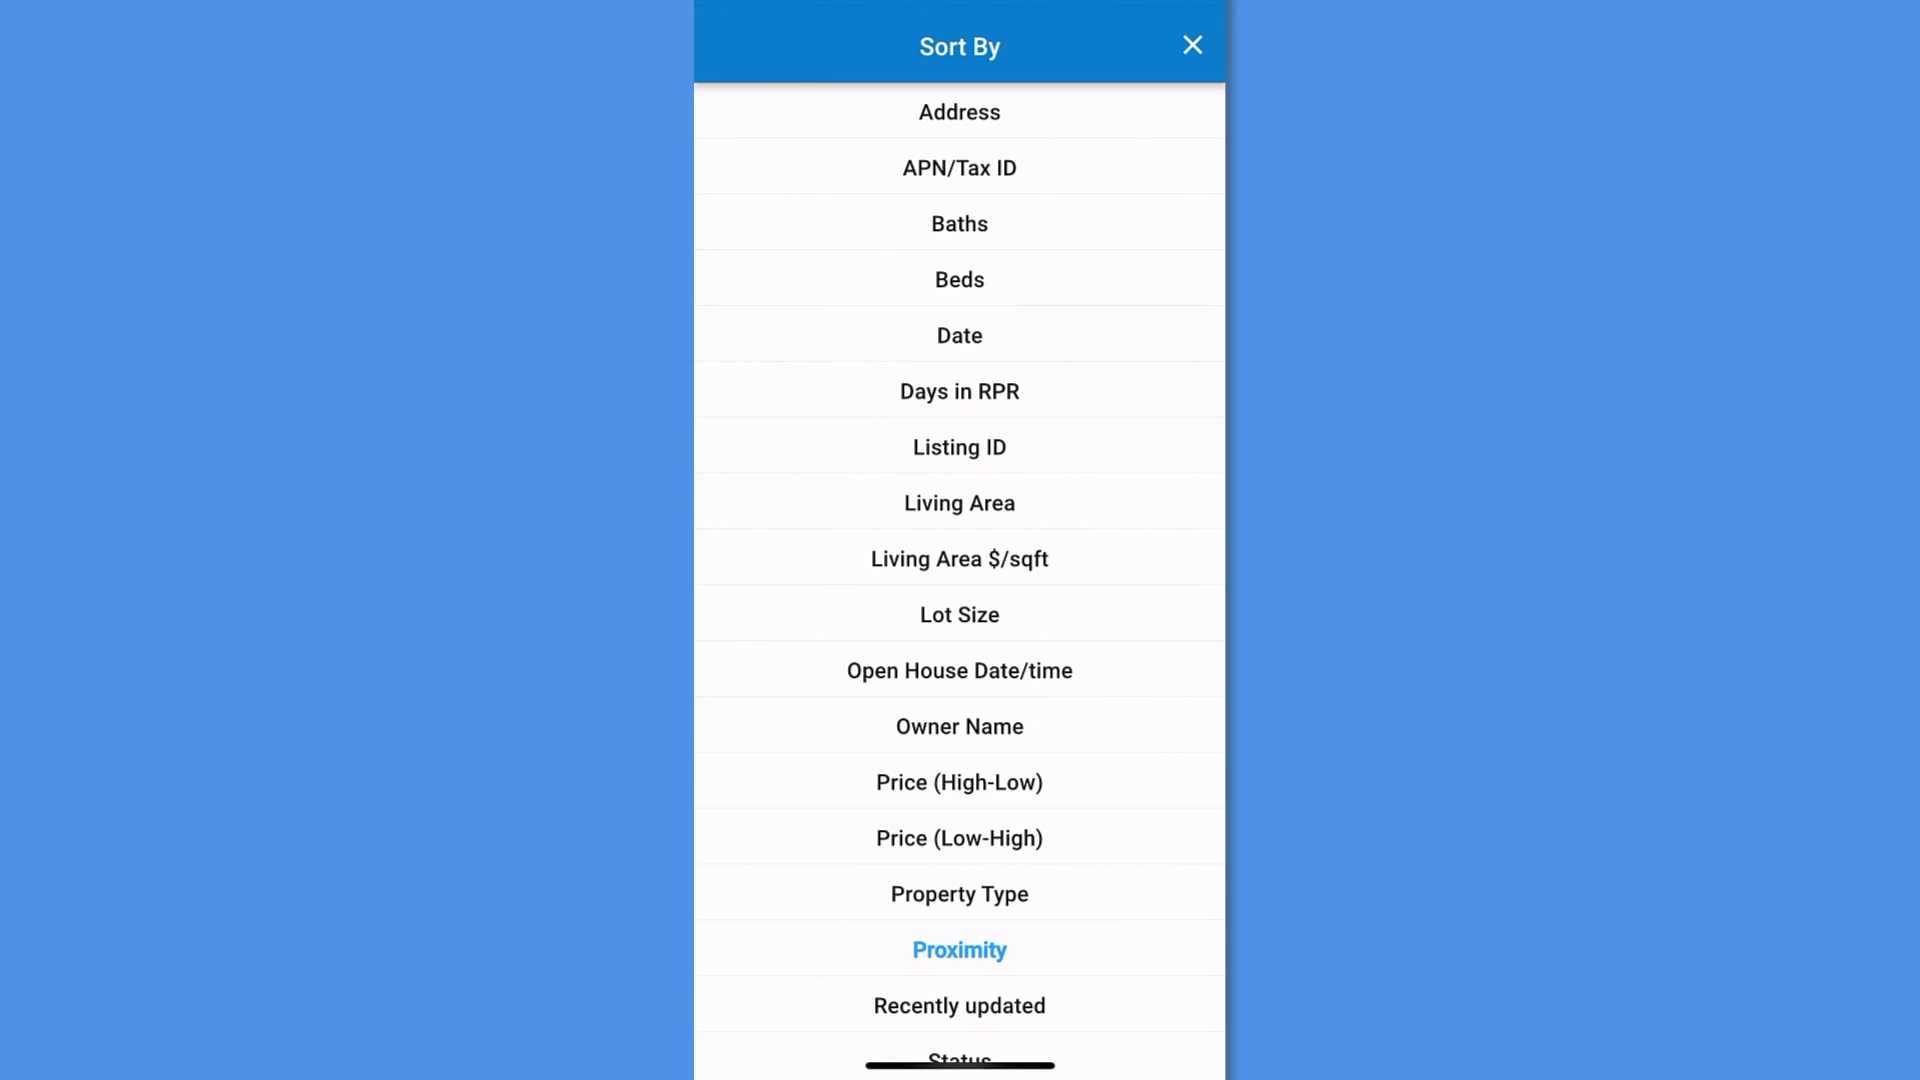 Sort By
Address
APN/Tax ID
Baths
Beds
Date
Days in RPR
Listing ID
Living Area
Living Area $/sqft
Lot Size
Open House Date/time
Owner Name
Price (High-Low)
Price (Low-High)
Property Type
Proximity
Recently updated
Status